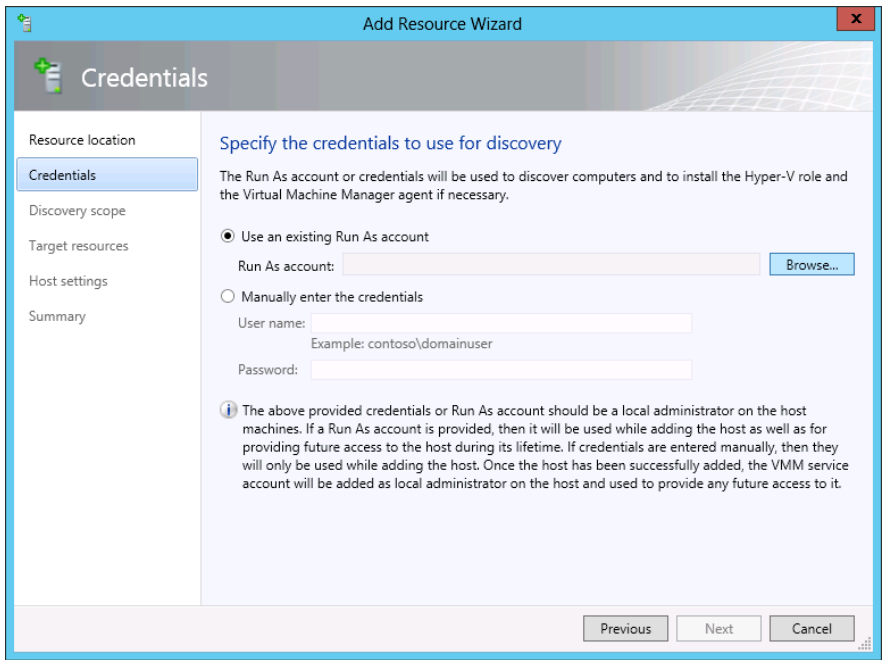 Add Resource Wizard
x
Credentials
Resource location
Credentials
Discovery scope
Target resources
Host settings
Summary
Specify the credentials to use for discovery
The Run As account or credentials will be used to discover computers and to install the Hyper-V role and
the Virtual Machine Manager agent if necessary.
Use an existing Run As account
Run As account:
Browse...
Manually enter the credentials
User name:
Example: contoso\domainuser
Password:
The above provided credentials or Run As account should be a local administrator on the host
machines. If a Run As account is provided, then it will be used while adding the host as well as for
providing future access to the host during its lifetime. If credentials are entered manually, then they
will only be used while adding the host. Once the host has been successfully added, the VMM service
account will be added as local administrator on the host and used to provide any future access to it.
Previous
Next
Cancel